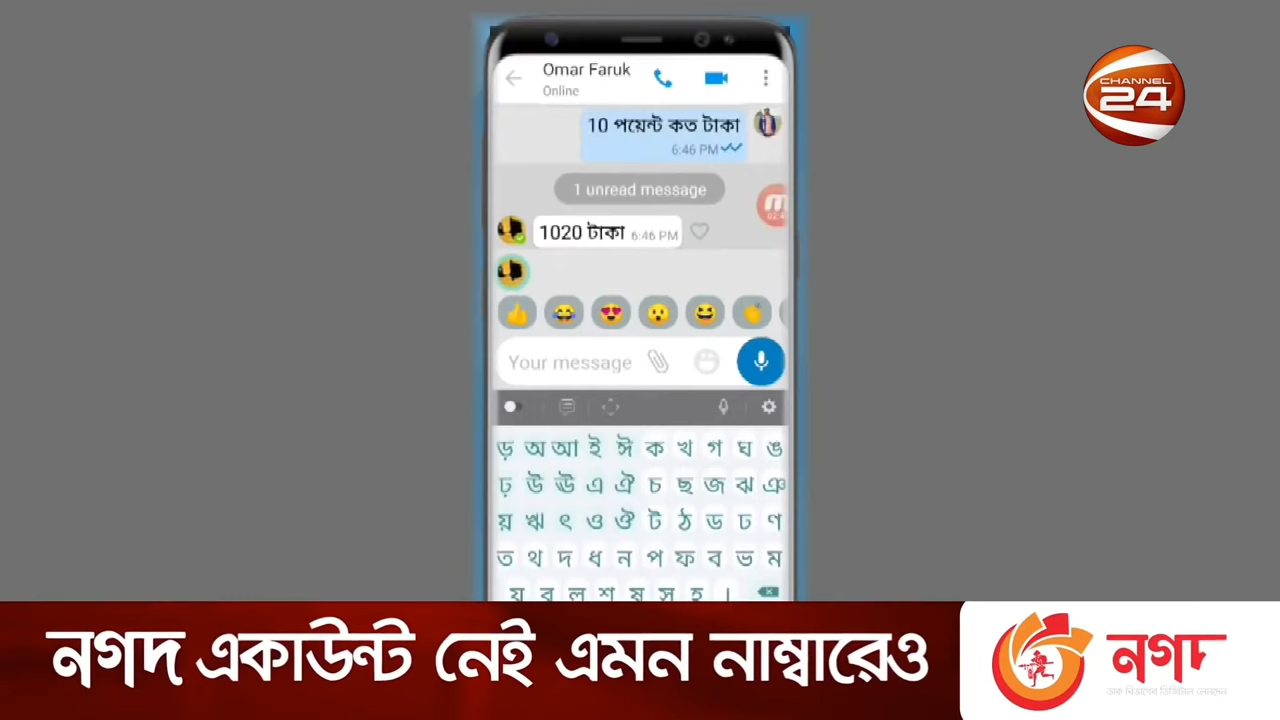 Omar Faruk
Online
CHANNEL
24
10 পয়েন্ট কত টাকা
6:46 PM
1 unread message
1020 টাকা 6:46 PM
Your message
ড় অ আ ই ঈ ক খ গ ঘ ঙ
ঢ় উ ঊ এ ঐ চ ছ জ ঝ ঞ
য় ঋ ৎ ও ঔ ট ঠ ড ঢ ণ
ত থ দ ধ ন প ফ ব ভ ম
য র ল শ ষ স হ ।
নগদ একাউন্ট নেই এমন নাম্বারেও
নগদ
ডাক বিভাগের ডিজিটাল লেনদেন